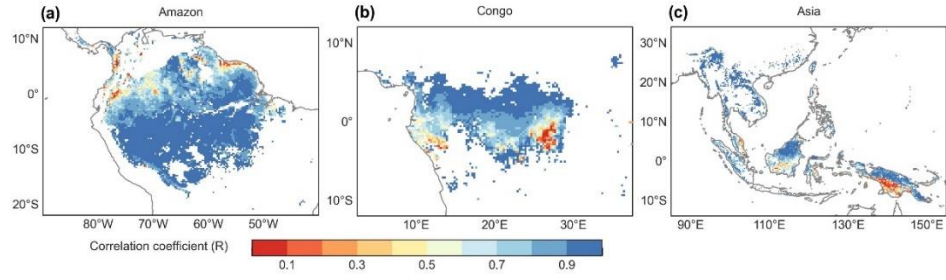 (a) Amazon (b) Congo (c) Asia
10°N 10°N 30°N
20°N
0° 0° 10°N
10°S 0°
20°S 10°S 10°S
80°W 70°W 60°W 50°W 10°E 20°E 30°E 90°E 110°E 130°E 150°E
Correlation coefficient (R)
0.1 0.3 0.5 0.7 0.9